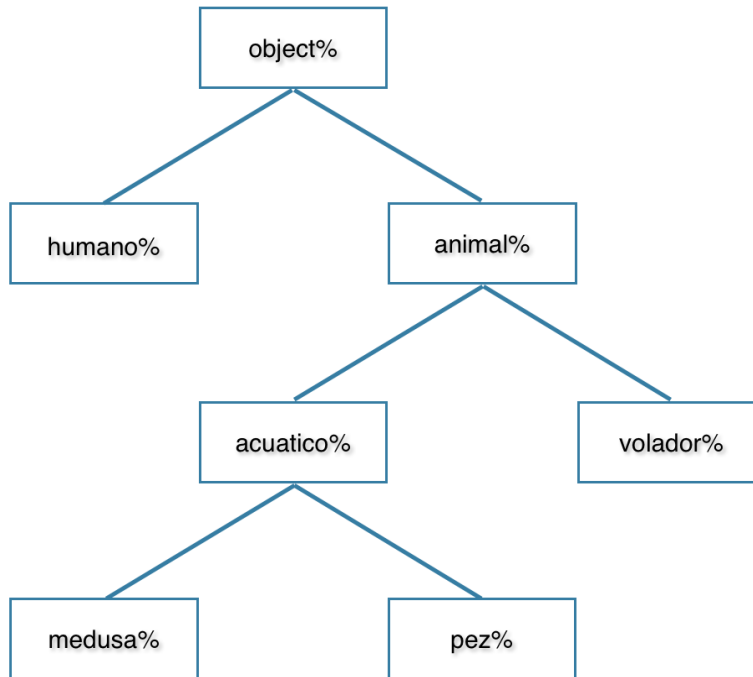 object%
humano%
animal%
acuatico%
volador%
medusa%
pez%